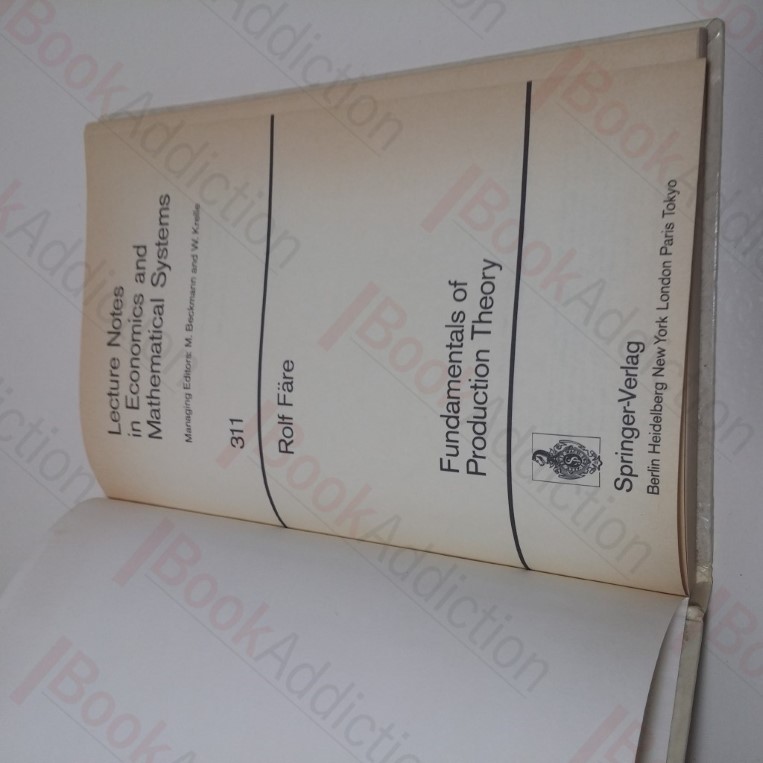 Lecture Notes
in Economics and
Mathematical Systems
Managing Editors: M. Beckmann and W. Krelle
311
Rolf Färe
Fundamentals of
Production Theory
Springer-Verlag
Berlin Heidelberg New York London Paris Tokyo
BookAddiction